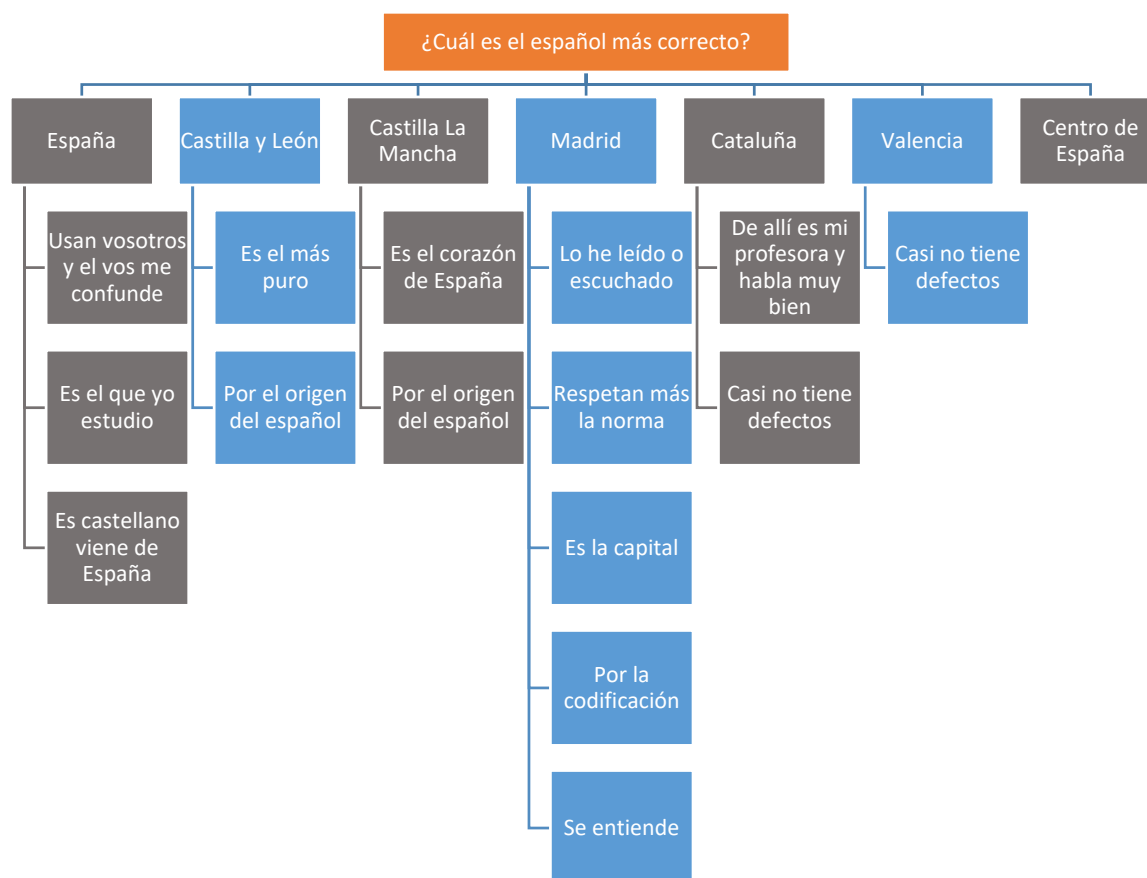 ¿Cuál es el español más correcto?
España
Usan vosotros
y el vos me
confunde
Es el que yo
estudio
Es castellano
viene de
España
Castilla y León
Es el más
puro
Por el origen
del español
Castilla La
Mancha
Es el corazón
de España
Por el origen
del español
Madrid
Lo he leído o
escuchado
Respetan más
la norma
Es la capital
Por la
codificación
Se entiende
Cataluña
De allí es mi
profesora y
habla muy
bien
Casi no tiene
defectos
Valencia
Casi no tiene
defectos
Centro de
España